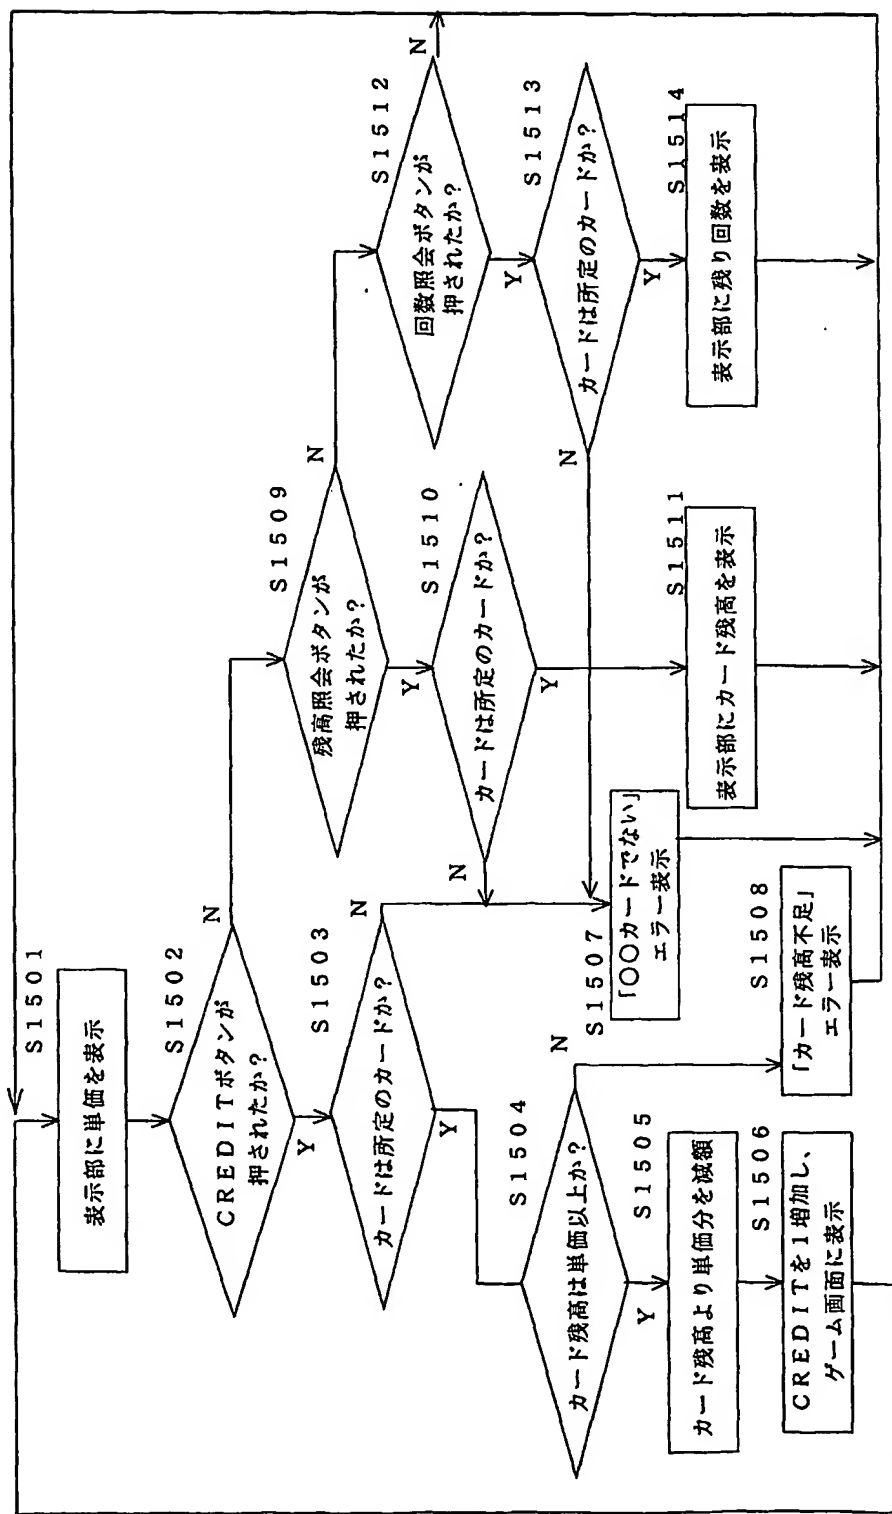 S1501
表示部に単価を表示
S1502
CREDITボタンが
押されたか？
N
Y
S1503
カードは所定のカードか？
N
Y
S1504
カード残高は単価以上か？
N
Y
S1505
カード残高より単価分を減額
S1506
CREDITを1増加し、
ゲーム画面に表示
S1507
「〇〇カードでない」
エラー表示
S1508
「カード残高不足」
エラー表示
S1509
残高照会ボタンが
押されたか？
N
Y
S1510
カードは所定のカードか？
N
Y
S1511
表示部にカード残高を表示
S1512
回数照会ボタンが
押されたか？
N
Y
S1513
カードは所定のカードか？
N
Y
S1514
表示部に残り回数を表示